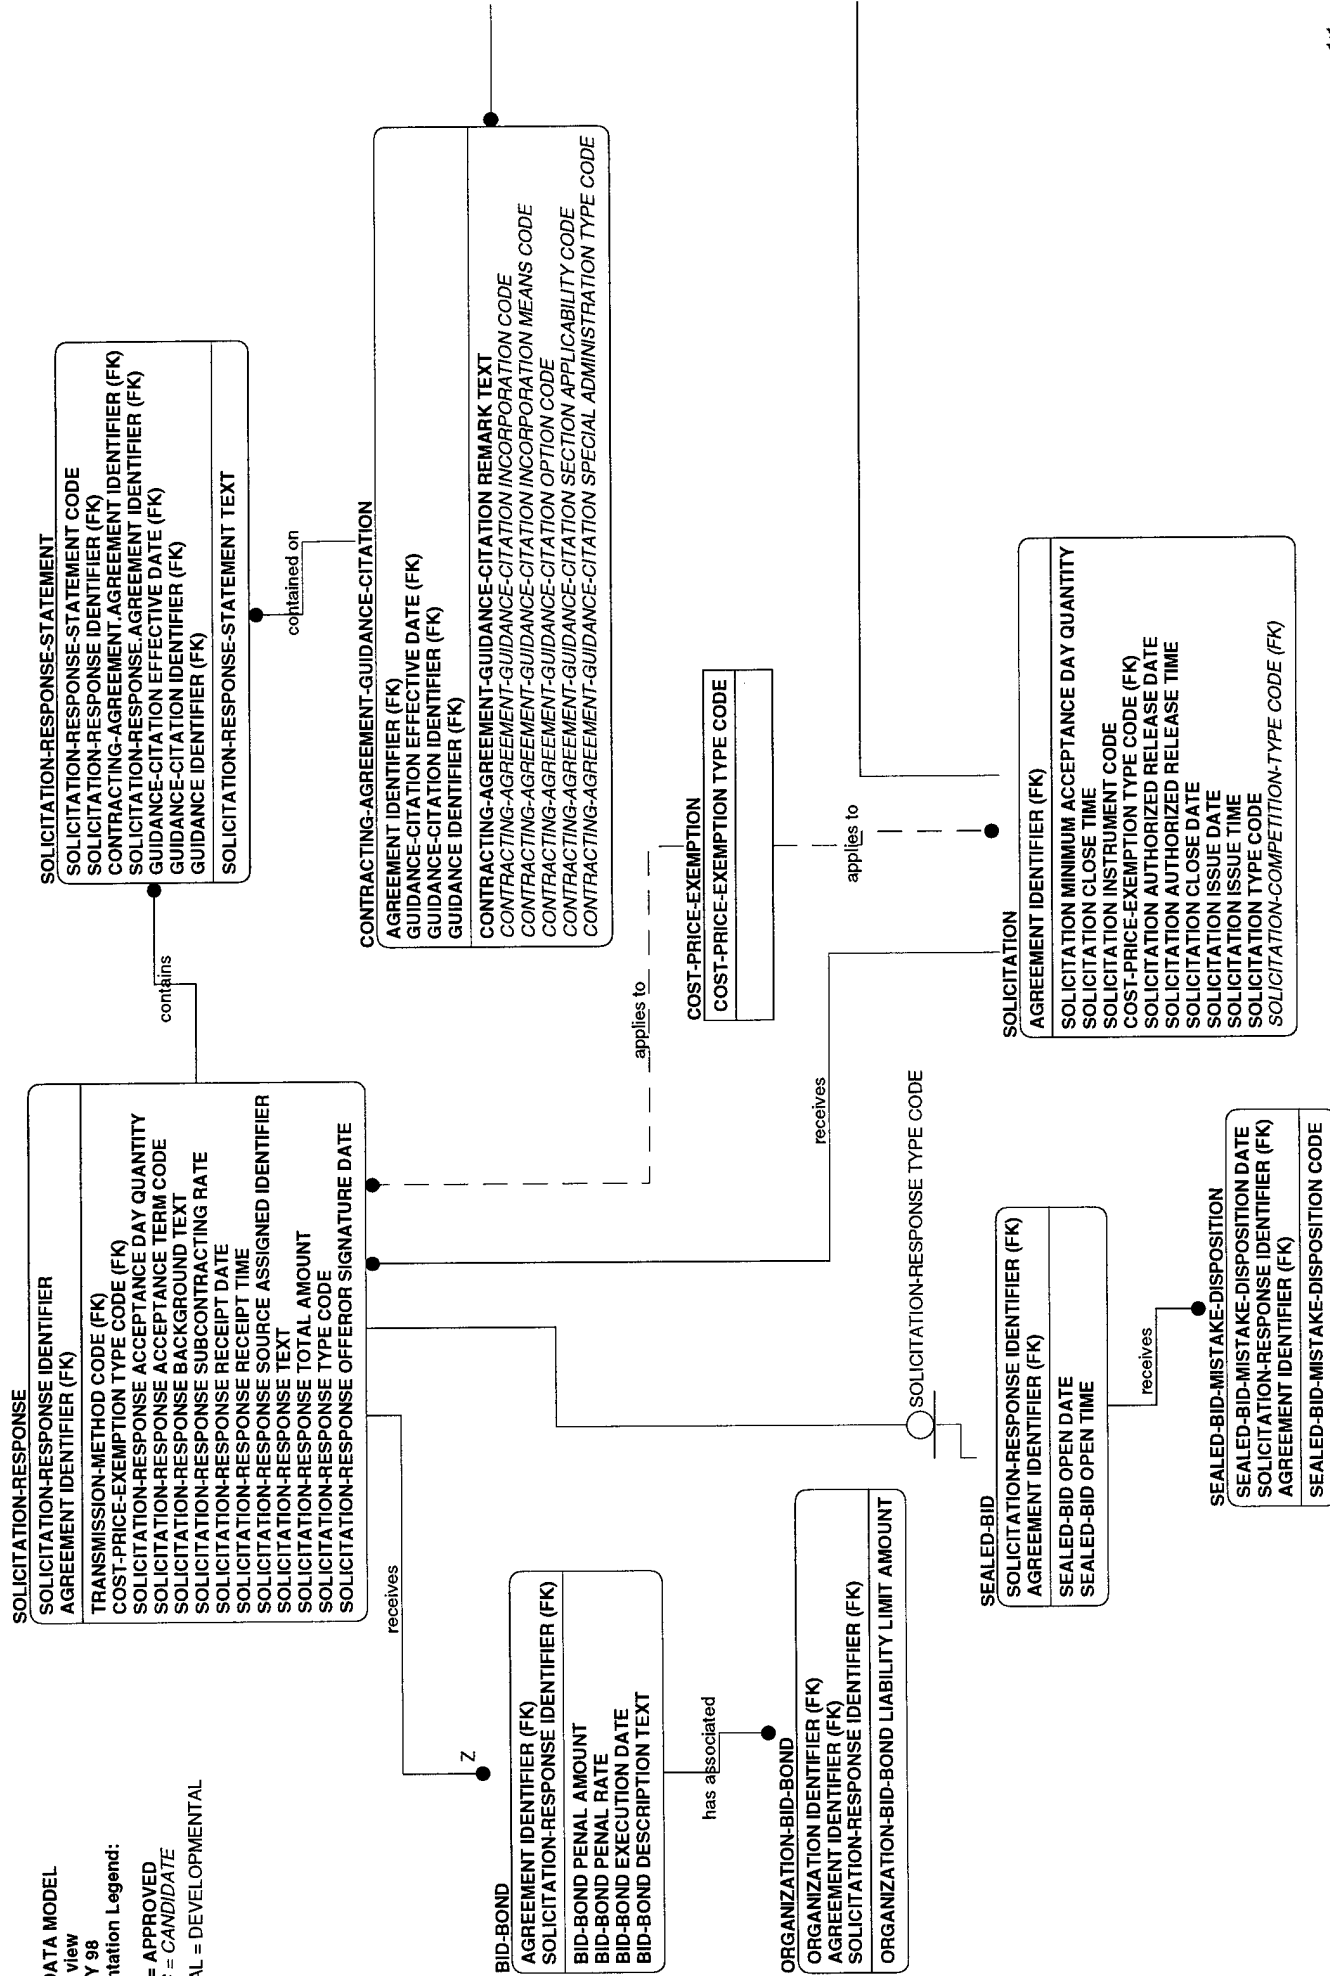 DATA MODEL
view
Y 98
ntation Legend:
= APPROVED
= CANDIDATE
AL = DEVELOPMENTAL
SOLICITATION-RESPONSE
SOLICITATION-RESPONSE IDENTIFIER
AGREEMENT IDENTIFIER (FK)
TRANSMISSION-METHOD CODE (FK)
COST-PRICE-EXEMPTION TYPE CODE (FK)
SOLICITATION-RESPONSE ACCEPTANCE DAY QUANTITY
SOLICITATION-RESPONSE ACCEPTANCE TERM CODE
SOLICITATION-RESPONSE BACKGROUND TEXT
SOLICITATION-RESPONSE SUBCONTRACTING RATE
SOLICITATION-RESPONSE RECEIPT DATE
SOLICITATION-RESPONSE RECEIPT TIME
SOLICITATION-RESPONSE SOURCE ASSIGNED IDENTIFIER
SOLICITATION-RESPONSE TEXT
SOLICITATION-RESPONSE TOTAL AMOUNT
SOLICITATION-RESPONSE TYPE CODE
SOLICITATION-RESPONSE OFFEROR SIGNATURE DATE
contains
SOLICITATION-RESPONSE-STATEMENT
SOLICITATION-RESPONSE-STATEMENT CODE
SOLICITATION-RESPONSE IDENTIFIER (FK)
CONTRACTING-AGREEMENT.AGREEMENT IDENTIFIER (FK)
SOLICITATION-RESPONSE.AGREEMENT IDENTIFIER (FK)
GUIDANCE-CITATION EFFECTIVE DATE (FK)
GUIDANCE-CITATION IDENTIFIER (FK)
GUIDANCE IDENTIFIER (FK)
SOLICITATION-RESPONSE-STATEMENT TEXT
contained on
CONTRACTING-AGREEMENT-GUIDANCE-CITATION
AGREEMENT IDENTIFIER (FK)
GUIDANCE-CITATION EFFECTIVE DATE (FK)
GUIDANCE-CITATION IDENTIFIER (FK)
GUIDANCE IDENTIFIER (FK)
CONTRACTING-AGREEMENT-GUIDANCE-CITATION REMARK TEXT
CONTRACTING-AGREEMENT-GUIDANCE-CITATION INCORPORATION CODE
CONTRACTING-AGREEMENT-GUIDANCE-CITATION INCORPORATION MEANS CODE
CONTRACTING-AGREEMENT-GUIDANCE-CITATION OPTION CODE
CONTRACTING-AGREEMENT-GUIDANCE-CITATION SECTION APPLICABILITY CODE
CONTRACTING-AGREEMENT-GUIDANCE-CITATION SPECIAL ADMINISTRATION TYPE CODE
receives
Z
BID-BOND
AGREEMENT IDENTIFIER (FK)
SOLICITATION-RESPONSE IDENTIFIER (FK)
BID-BOND PENAL AMOUNT
BID-BOND PENAL RATE
BID-BOND EXECUTION DATE
BID-BOND DESCRIPTION TEXT
has associated
ORGANIZATION-BID-BOND
ORGANIZATION IDENTIFIER (FK)
AGREEMENT IDENTIFIER (FK)
SOLICITATION-RESPONSE IDENTIFIER (FK)
ORGANIZATION-BID-BOND LIABILITY LIMIT AMOUNT
applies to
COST-PRICE-EXEMPTION
COST-PRICE-EXEMPTION TYPE CODE
applies to
receives
SOLICITATION-RESPONSE TYPE CODE
SOLICITATION
AGREEMENT IDENTIFIER (FK)
SOLICITATION MINIMUM ACCEPTANCE DAY QUANTITY
SOLICITATION CLOSE TIME
SOLICITATION INSTRUMENT CODE
COST-PRICE-EXEMPTION TYPE CODE (FK)
SOLICITATION AUTHORIZED RELEASE DATE
SOLICITATION AUTHORIZED RELEASE TIME
SOLICITATION CLOSE DATE
SOLICITATION ISSUE DATE
SOLICITATION ISSUE TIME
SOLICITATION TYPE CODE
SOLICITATION-COMPETITION-TYPE CODE (FK)
SEALED-BID
SOLICITATION-RESPONSE IDENTIFIER (FK)
AGREEMENT IDENTIFIER (FK)
SEALED-BID OPEN DATE
SEALED-BID OPEN TIME
receives
SEALED-BID-MISTAKE-DISPOSITION
SEALED-BID-MISTAKE-DISPOSITION DATE
SOLICITATION-RESPONSE IDENTIFIER (FK)
AGREEMENT IDENTIFIER (FK)
SEALED-BID-MISTAKE-DISPOSITION CODE